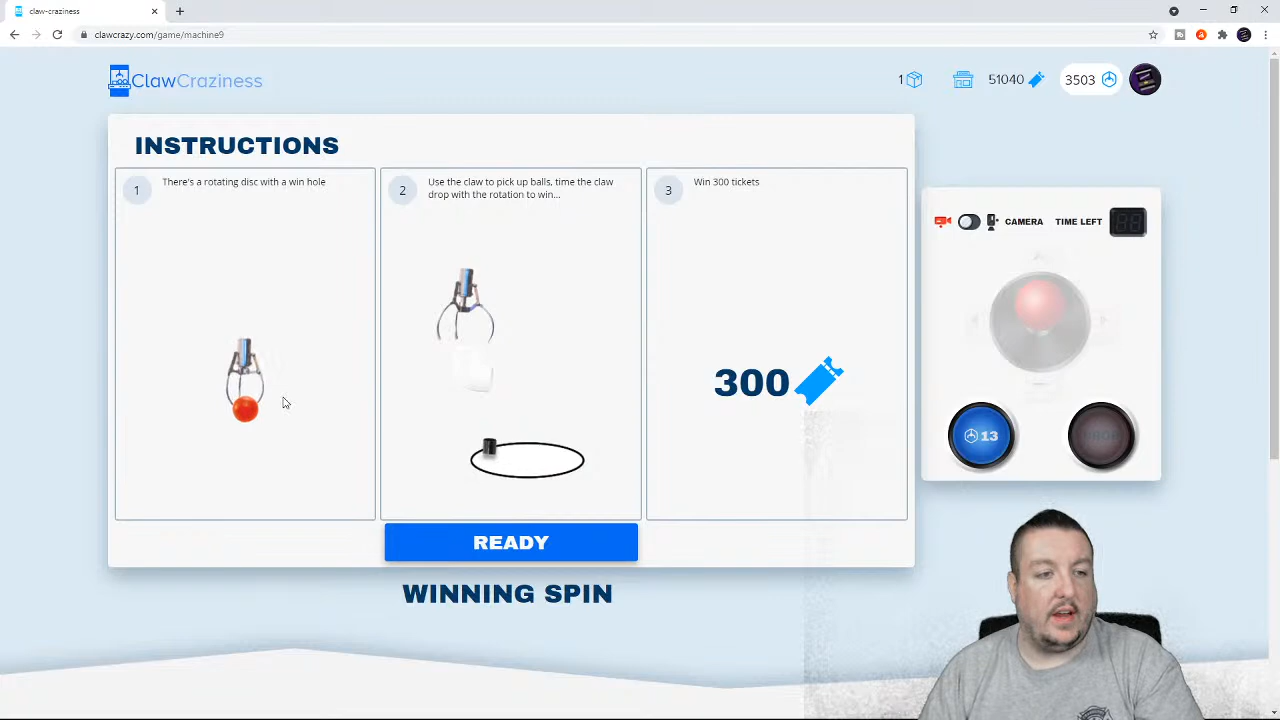 claw-craziness
clawcrazy.com/game/machine9
ClawCraziness
1
51040
3503
INSTRUCTIONS
1
There's a rotating disc with a win hole
2
Use the claw to pick up balls, time the claw
drop with the rotation to win...
3
Win 300 tickets
300
READY
WINNING SPIN
CAMERA
TIME LEFT
13